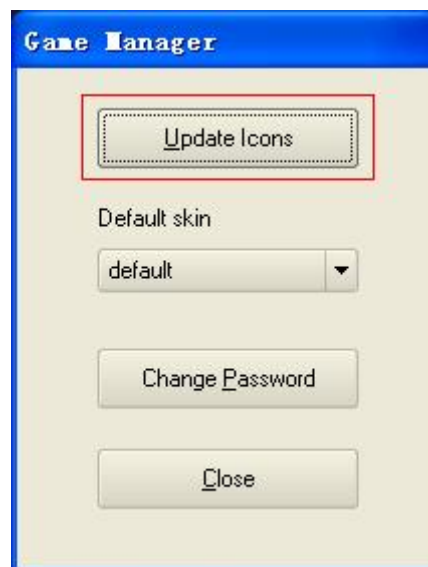 Game Manager
Update Icons
Default skin
default
Change Password
Close